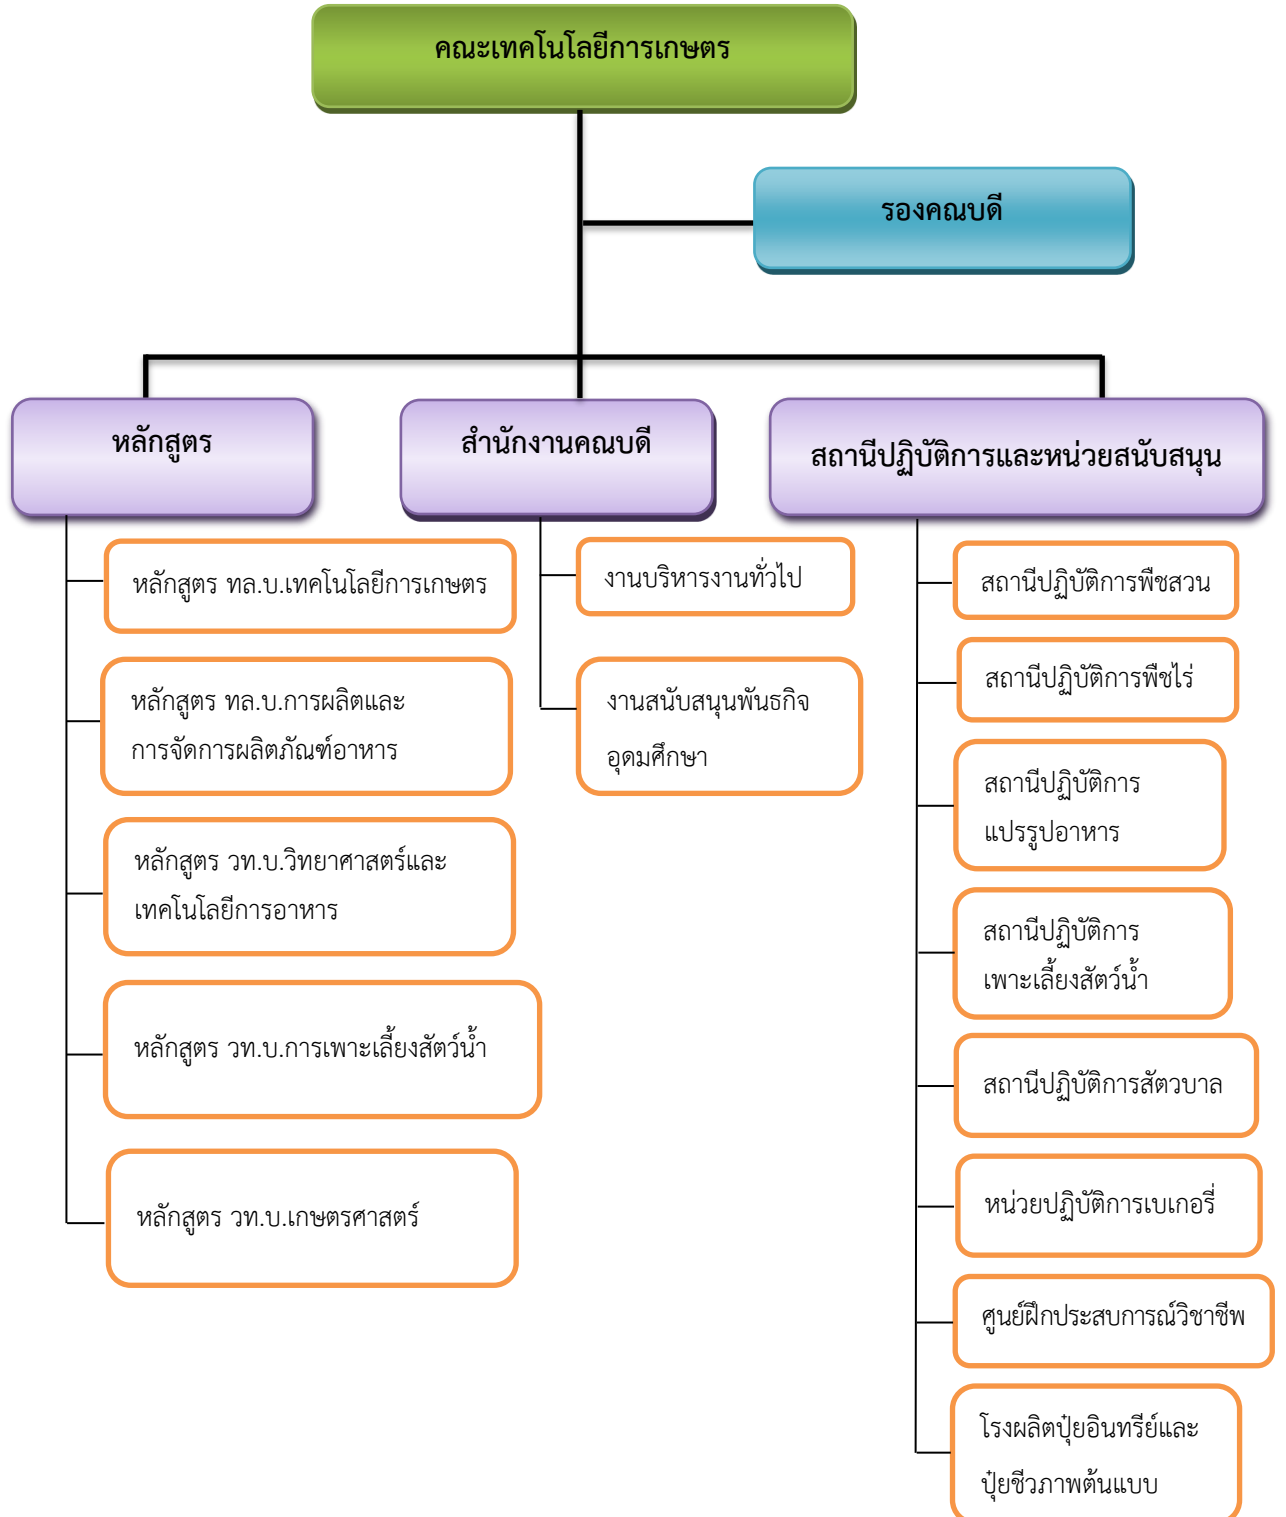 คณะเทคโนโลยีการเกษตร
รองคณบดี
หลักสูตร
สำนักงานคณบดี
สถานีปฏิบัติการและหน่วยสนับสนุน
หลักสูตร ทล.บ.เทคโนโลยีการเกษตร
หลักสูตร ทล.บ.การผลิตและ
การจัดการผลิตภัณฑ์อาหาร
หลักสูตร วท.บ.วิทยาศาสตร์และ
เทคโนโลยีการอาหาร
หลักสูตร วท.บ.การเพาะเลี้ยงสัตว์น้ำ
หลักสูตร วท.บ.เกษตรศาสตร์
งานบริหารงานทั่วไป
งานสนับสนุนพันธกิจ
อุดมศึกษา
สถานีปฏิบัติการพืชสวน
สถานีปฏิบัติการพืชไร่
สถานีปฏิบัติการ
แปรรูปอาหาร
สถานีปฏิบัติการ
เพาะเลี้ยงสัตว์น้ำ
สถานีปฏิบัติการสัตวบาล
หน่วยปฏิบัติการเบเกอรี่
ศูนย์ฝึกประสบการณ์วิชาชีพ
โรงผลิตปุ๋ยอินทรีย์และ
ปุ๋ยชีวภาพต้นแบบ